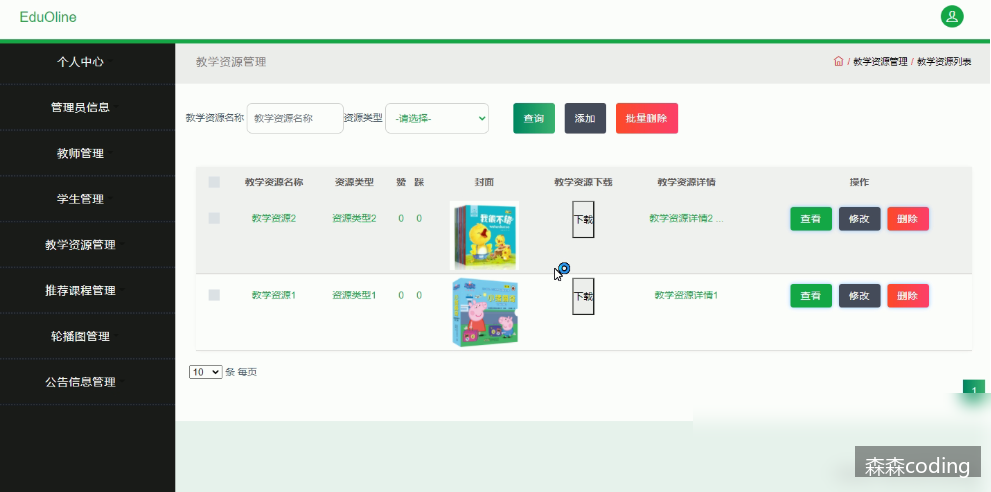 EduOline
个人中心
管理员信息
教师管理
学生管理
教学资源管理
推荐课程管理
轮播图管理
公告信息管理
教学资源管理
/ 教学资源管理 / 教学资源列表
教学资源名称 教学资源名称 资源类型 -请选择- 查询 添加 批量删除
教学资源名称 资源类型 赞 踩 封面 教学资源下载 教学资源详情 操作
教学资源2 资源类型2 0 0 下载 教学资源详情2 ... 查看 修改 删除
教学资源1 资源类型1 0 0 下载 教学资源详情1 查看 修改 删除
10 条 每页
1
森森coding